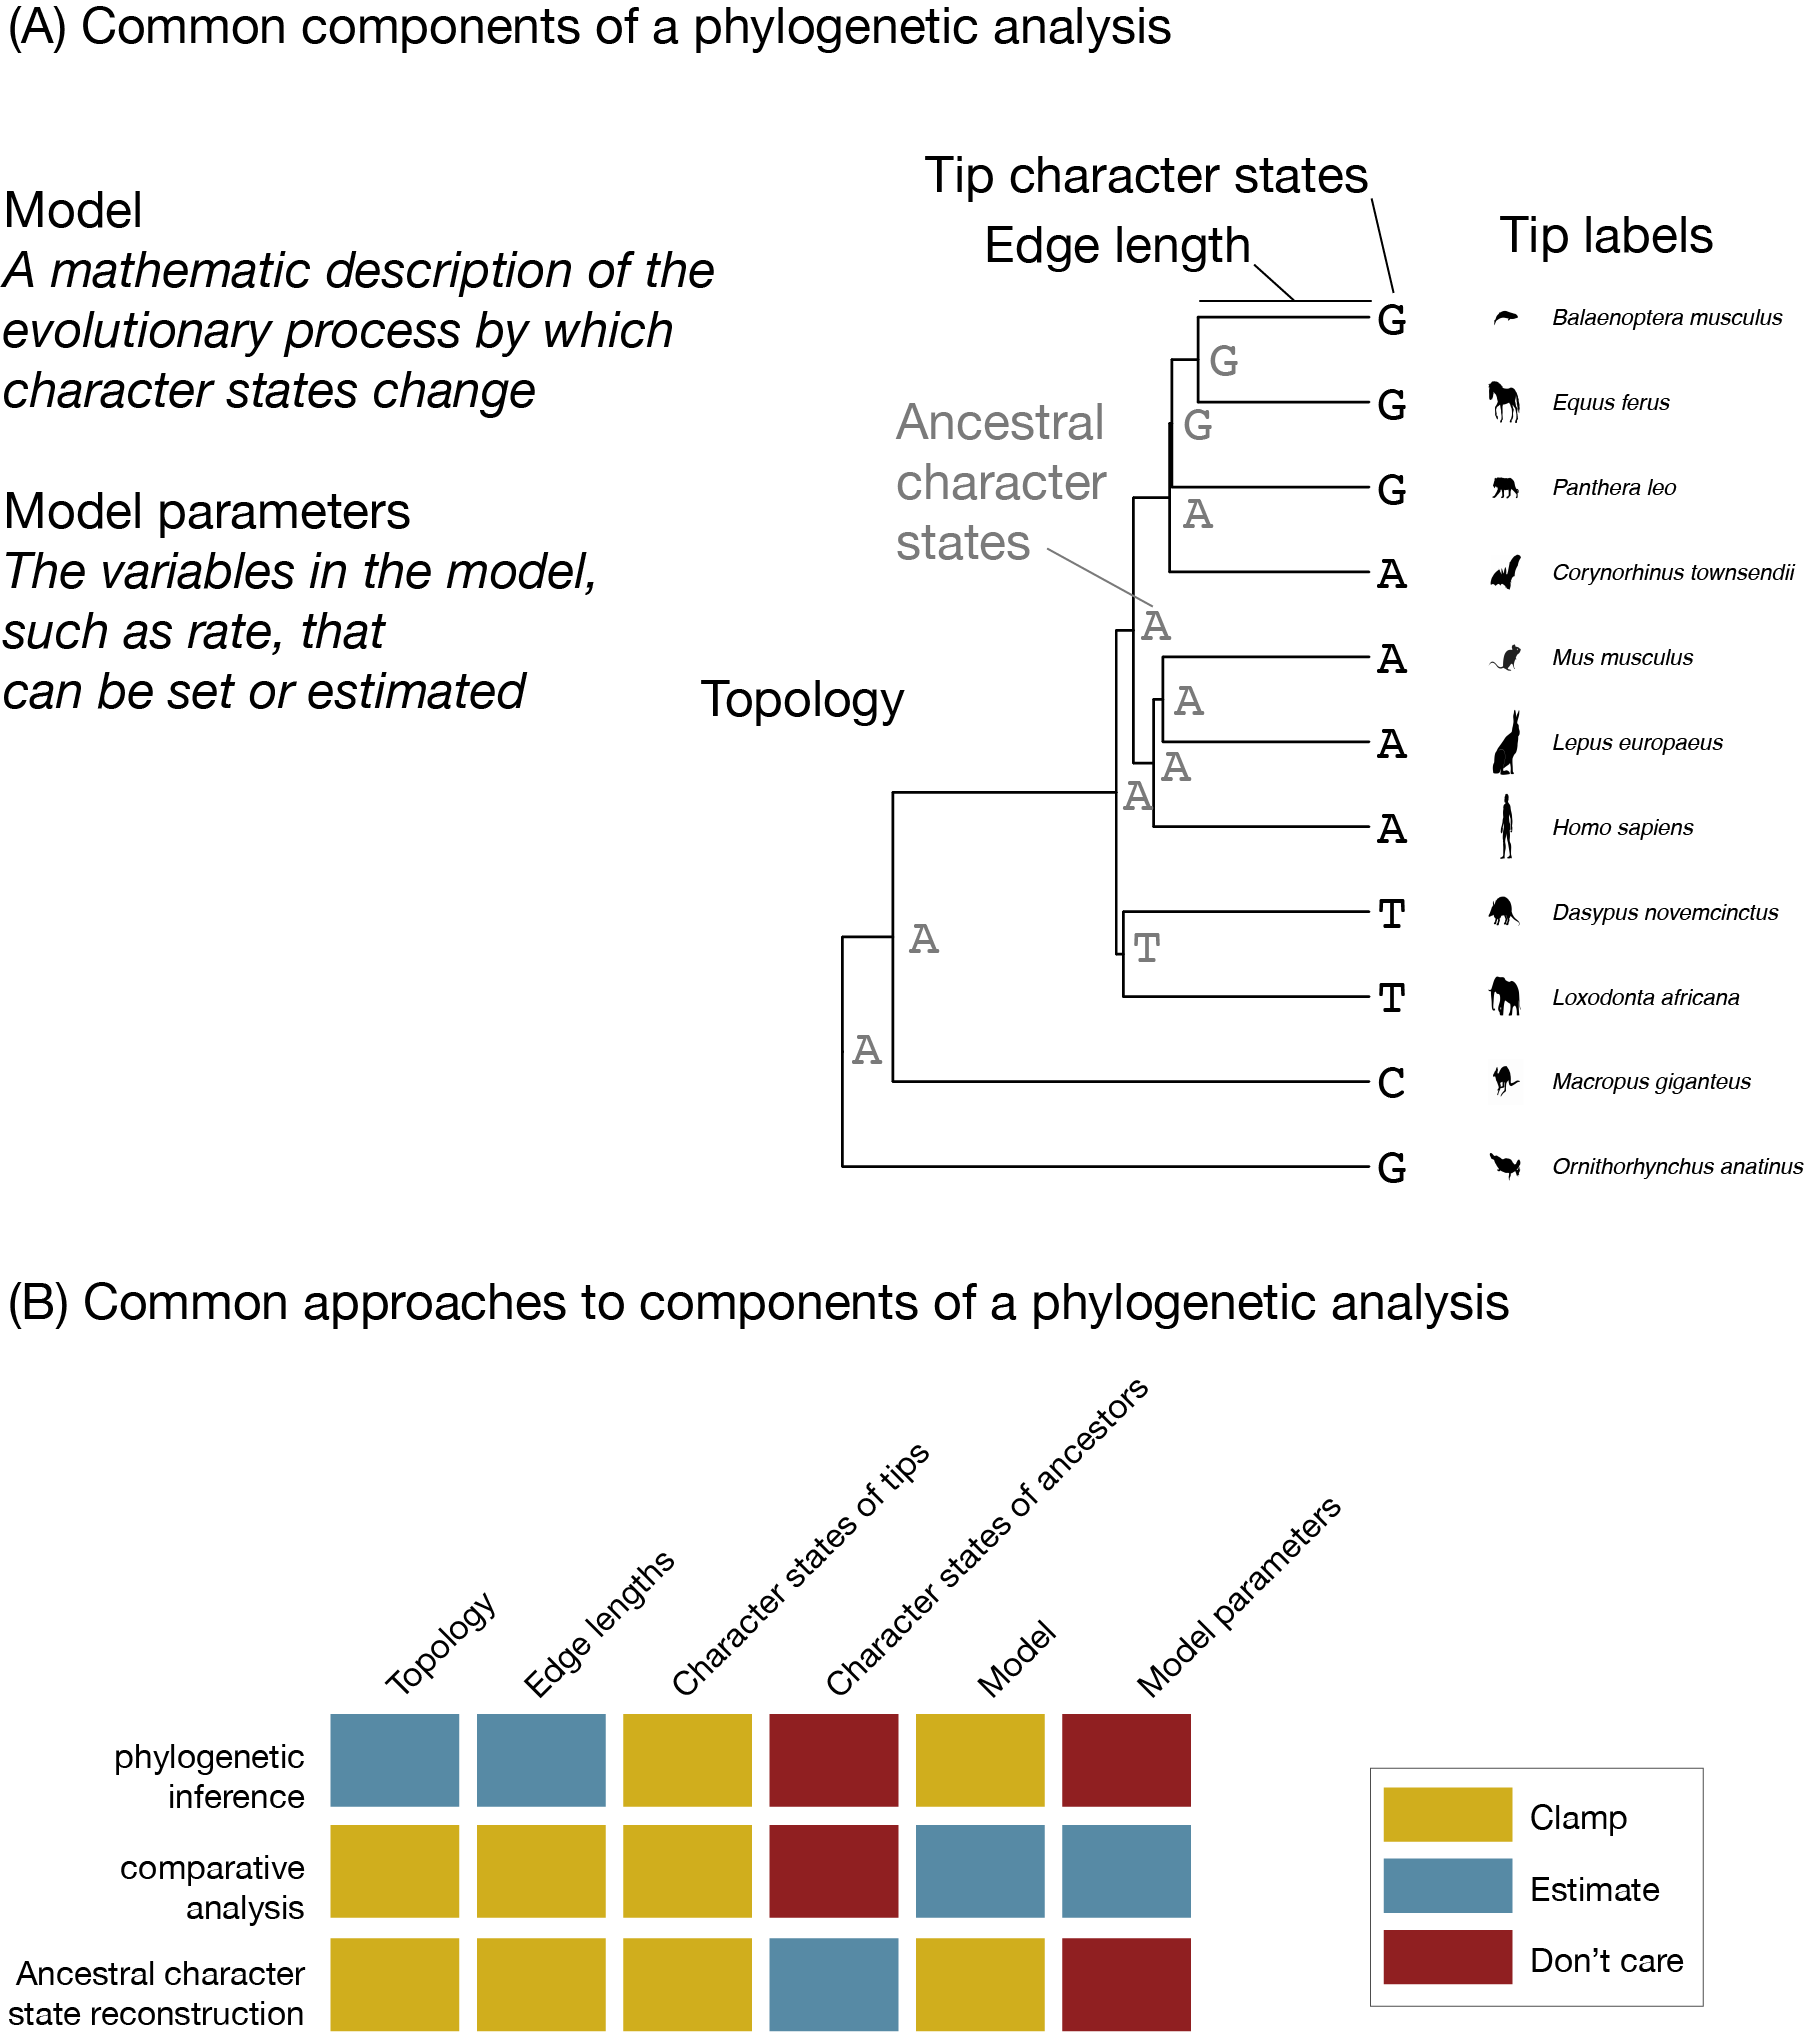 (A) Common components of a phylogenetic analysis
Model
A mathematic description of the
evolutionary process by which
character states change
Model parameters
The variables in the model,
such as rate, that
can be set or estimated
Topology
Tip character states
Edge length
Tip labels
Ancestral
character
states
G Balaenoptera musculus
G
G Equus ferus
G
G Panthera leo
A
A Corynorhinus townsendii
A
A Mus musculus
A
A Lepus europaeus
A
A
A Homo sapiens
T Dasypus novemcinctus
A
T
T Loxodonta africana
A
C Macropus giganteus
G Ornithorhynchus anatinus
(B) Common approaches to components of a phylogenetic analysis
Topology
Edge lengths
Character states of tips
Character states of ancestors
Model
Model parameters
phylogenetic
inference
comparative
analysis
Ancestral character
state reconstruction
Clamp
Estimate
Don't care